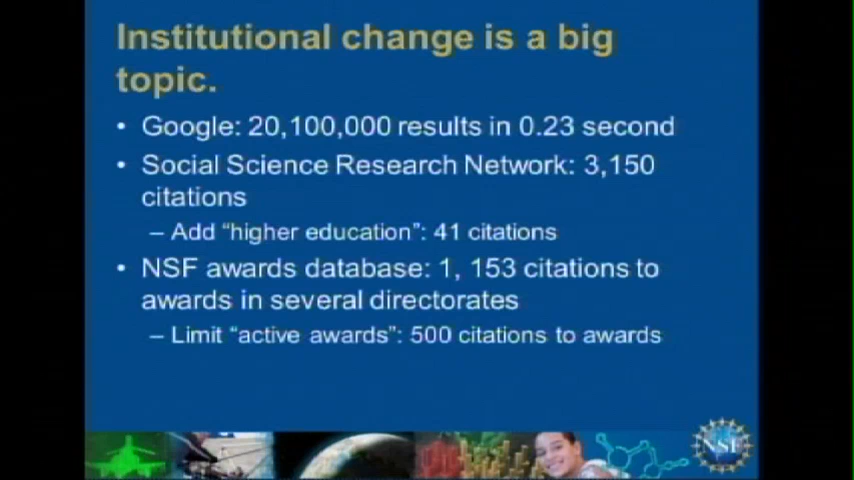 Institutional change is a big
topic.
• Google: 20,100,000 results in 0.23 second
• Social Science Research Network: 3,150
citations
– Add “higher education”: 41 citations
• NSF awards database: 1, 153 citations to
awards in several directorates
– Limit “active awards”: 500 citations to awards
NSF